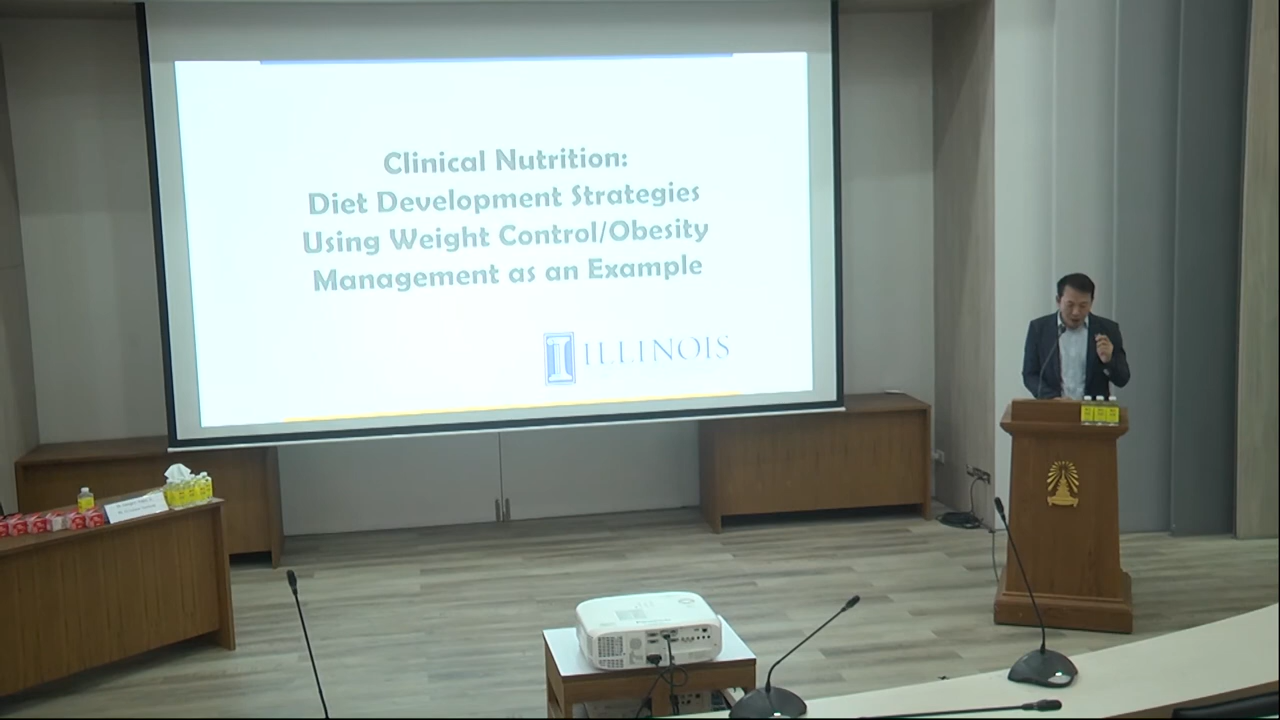 Clinical Nutrition:
Diet Development Strategies
Using Weight Control/Obesity
Management as an Example
ILLINOIS